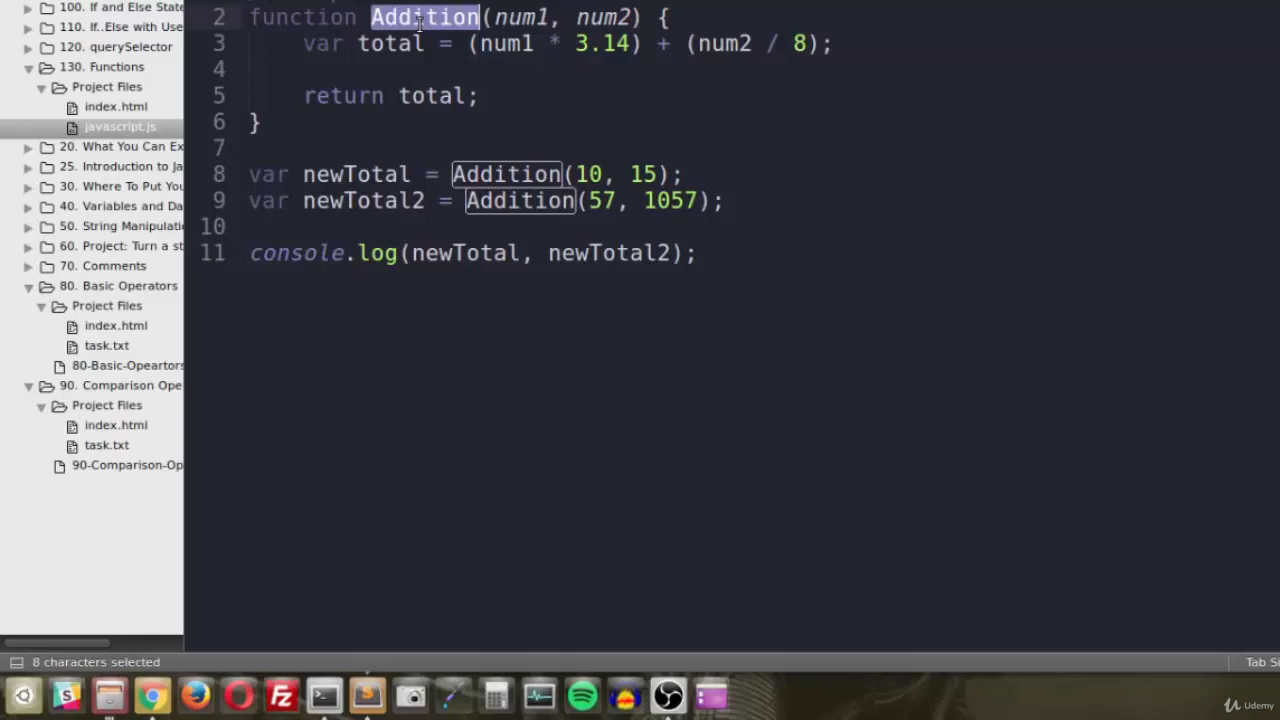 100. If and Else State
110. If..Else with Use
120. querySelector
130. Functions
Project Files
index.html
javascript.js
20. What You Can Ex
25. Introduction to Ja
30. Where To Put You
40. Variables and Da
50. String Manipulati
60. Project: Turn a st
70. Comments
80. Basic Operators
Project Files
index.html
task.txt
80-Basic-Opeartors
90. Comparison Ope
Project Files
index.html
task.txt
90-Comparison-Op
2 function Addition(num1, num2) {
3 var total = (num1 * 3.14) + (num2 / 8);
4
5 return total;
6 }
7
8 var newTotal = Addition(10, 15);
9 var newTotal2 = Addition(57, 1057);
10
11 console.log(newTotal, newTotal2);
8 characters selected
Tab Si
Udemy